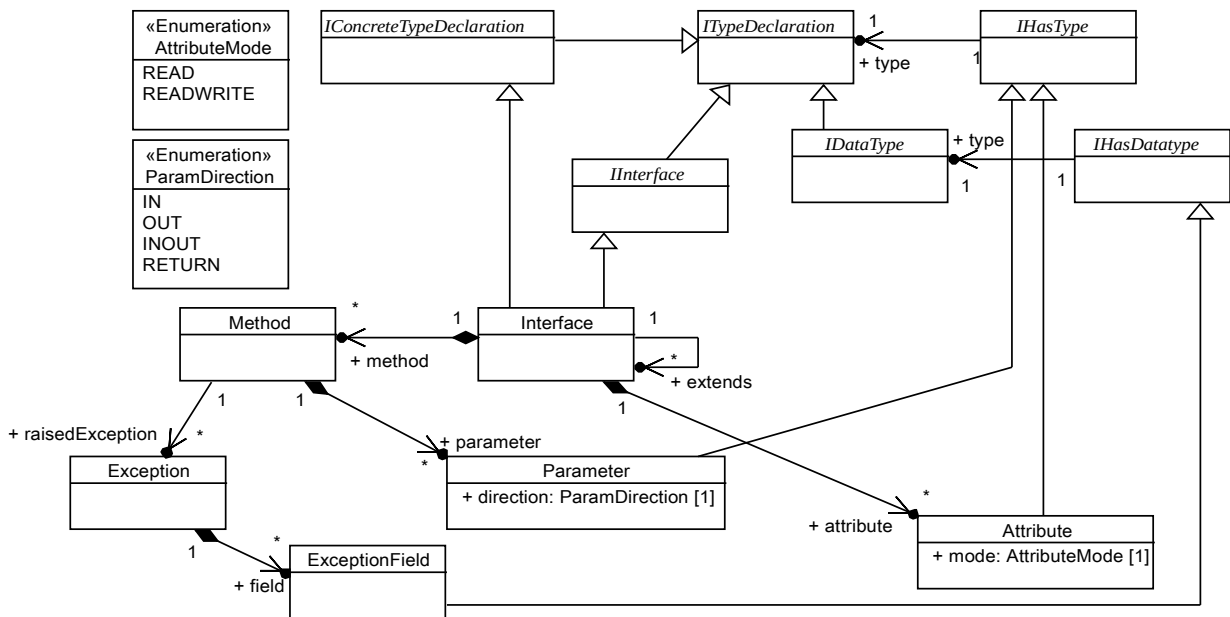 «Enumeration»
AttributeMode
READ
READWRITE
IConcreteTypeDeclaration
ITypeDeclaration
1
+ type
1
IHasType
«Enumeration»
ParamDirection
IN
OUT
INOUT
RETURN
IInterface
IDataType
+ type
1
1
IHasDatatype
Method
*
+ method
1
Interface
1
*
+ extends
1
1
1
+ raisedException
*
+ parameter
*
Exception
Parameter
+ direction: ParamDirection [1]
*
+ attribute
Attribute
+ mode: AttributeMode [1]
1
*
+ field
ExceptionField